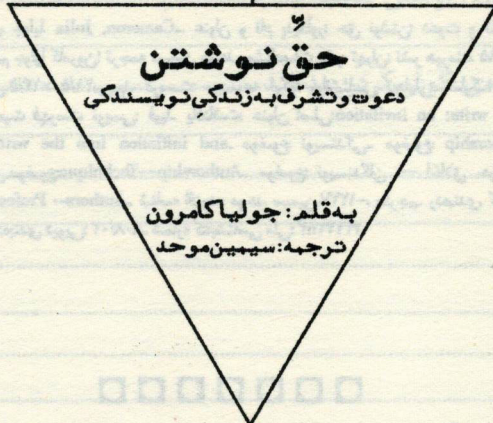 حقّ نوشتن
دعوت و تشرّف به زندگی نویسندگی
به قلم: جولیا کامرون
ترجمه: سیمین موحد